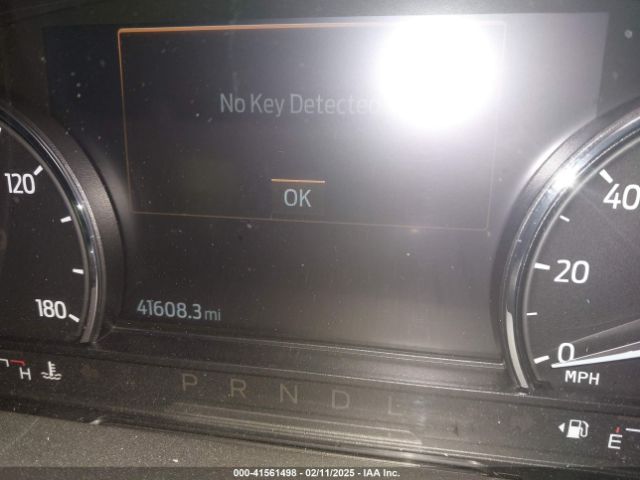 No Key Detected
OK
120
40
20
180
41608.3 mi
0
H
MPH
P R N D L
E
000-41561498 - 02/11/2025 - IAA Inc.